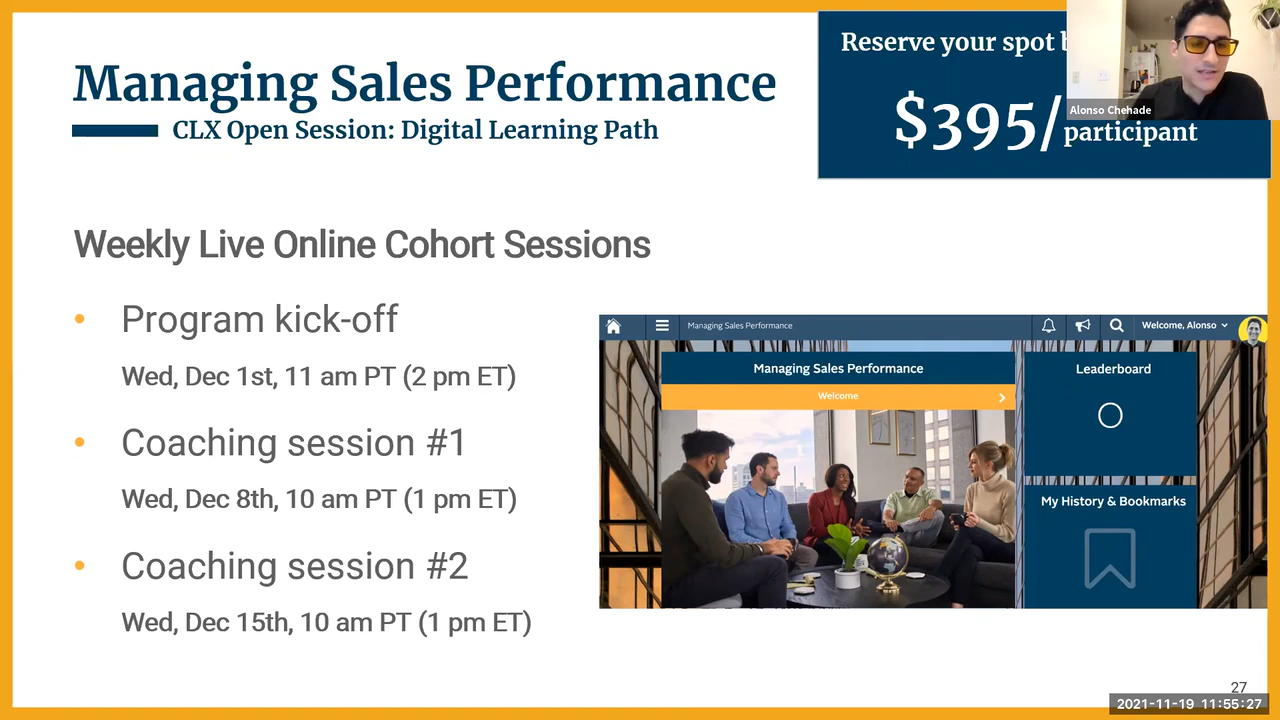 Managing Sales Performance
CLX Open Session: Digital Learning Path
Reserve your spot
$395/
participant
Alonso Chehade
Weekly Live Online Cohort Sessions
• Program kick-off
Wed, Dec 1st, 11 am PT (2 pm ET)
• Coaching session #1
Wed, Dec 8th, 10 am PT (1 pm ET)
• Coaching session #2
Wed, Dec 15th, 10 am PT (1 pm ET)
Managing Sales Performance
Welcome, Alonso
Managing Sales Performance
Welcome
Leaderboard
My History & Bookmarks
27
2021-11-19 11:55:27